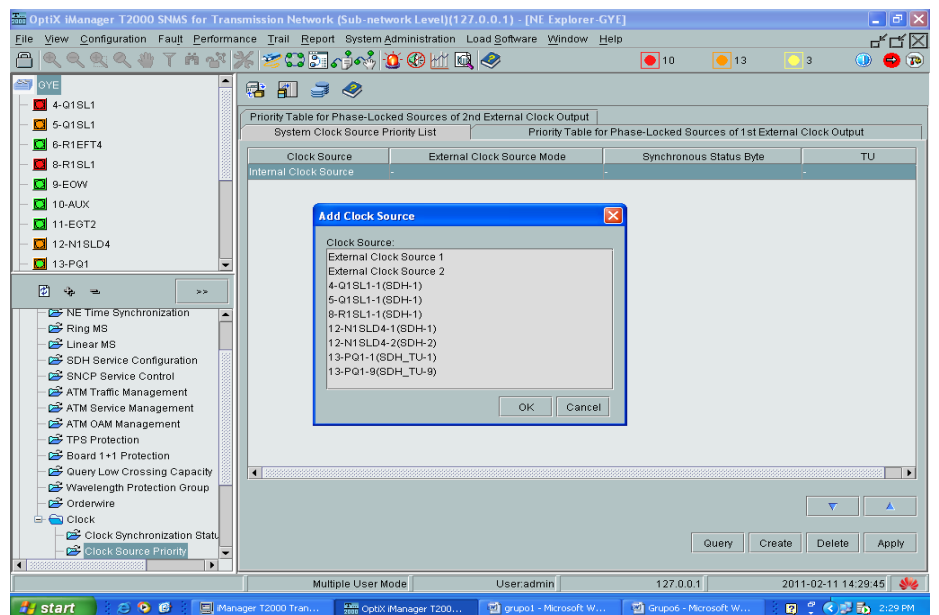 OptiX iManager T2000 SNMS for Transmission Network (Sub-network Level)(127.0.0.1) - [NE Explorer-GYE]
File View Configuration Fault Performance Trail Report System Administration Load Software Window Help
10 13 3
GYE
4-Q1SL1
5-Q1SL1
6-R1EFT4
8-R1SL1
9-EOW
10-AUX
11-EGT2
12-N1SLD4
13-PQ1
>>
NE Time Synchronization
Ring MS
Linear MS
SDH Service Configuration
SNCP Service Control
ATM Traffic Management
ATM Service Management
ATM OAM Management
TPS Protection
Board 1+1 Protection
Query Low Crossing Capacity
Wavelength Protection Group
Orderwire
Clock
Clock Synchronization Statu
Clock Source Priority
Priority Table for Phase-Locked Sources of 2nd External Clock Output
System Clock Source Priority List Priority Table for Phase-Locked Sources of 1st External Clock Output
Clock Source External Clock Source Mode Synchronous Status Byte TU
Internal Clock Source - - -
Add Clock Source
Clock Source:
External Clock Source 1
External Clock Source 2
4-Q1SL1-1(SDH-1)
5-Q1SL1-1(SDH-1)
8-R1SL1-1(SDH-1)
12-N1SLD4-1(SDH-1)
12-N1SLD4-2(SDH-2)
13-PQ1-1(SDH_TU-1)
13-PQ1-9(SDH_TU-9)
OK Cancel
Query Create Delete Apply
Multiple User Mode User:admin 127.0.0.1 2011-02-11 14:29:45
start iManager T2000 Tran... OptiX iManager T200... grupo1 - Microsoft W... Grupo6 - Microsoft W... 2:29 PM